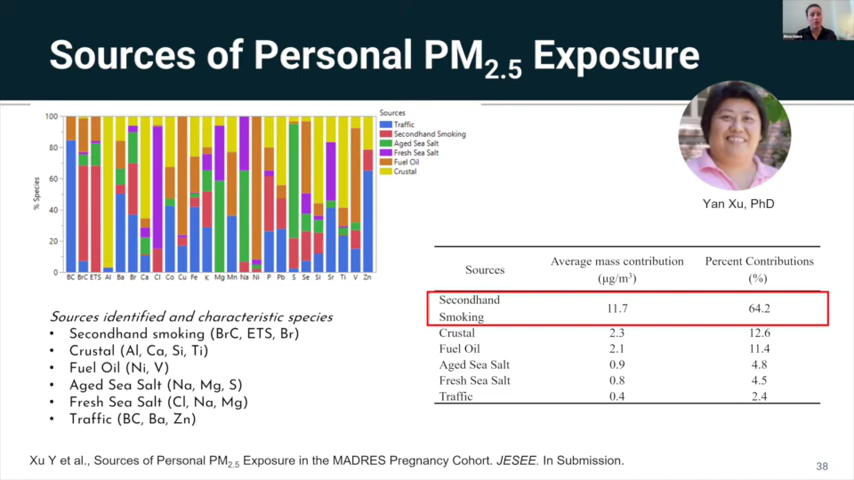 Sources of Personal PM2.5 Exposure
Sources
Traffic
Secondhand Smoking
Aged Sea Salt
Fresh Sea Salt
Fuel Oil
Crustal
% Species
100
80
60
40
20
0
BC BrC ETS Al Ba Br Ca Cl Co Cu Fe K Mg Mn Na Ni P Pb S Se Si Sr Ti V Zn
Yan Xu, PhD
Sources identified and characteristic species
• Secondhand smoking (BrC, ETS, Br)
• Crustal (Al, Ca, Si, Ti)
• Fuel Oil (Ni, V)
• Aged Sea Salt (Na, Mg, S)
• Fresh Sea Salt (Cl, Na, Mg)
• Traffic (BC, Ba, Zn)
Sources Average mass contribution (μg/m³) Percent Contributions (%)
Secondhand Smoking 11.7 64.2
Crustal 2.3 12.6
Fuel Oil 2.1 11.4
Aged Sea Salt 0.9 4.8
Fresh Sea Salt 0.8 4.5
Traffic 0.4 2.4
Xu Y et al., Sources of Personal PM2.5 Exposure in the MADRES Pregnancy Cohort. JESEE. In Submission.
38